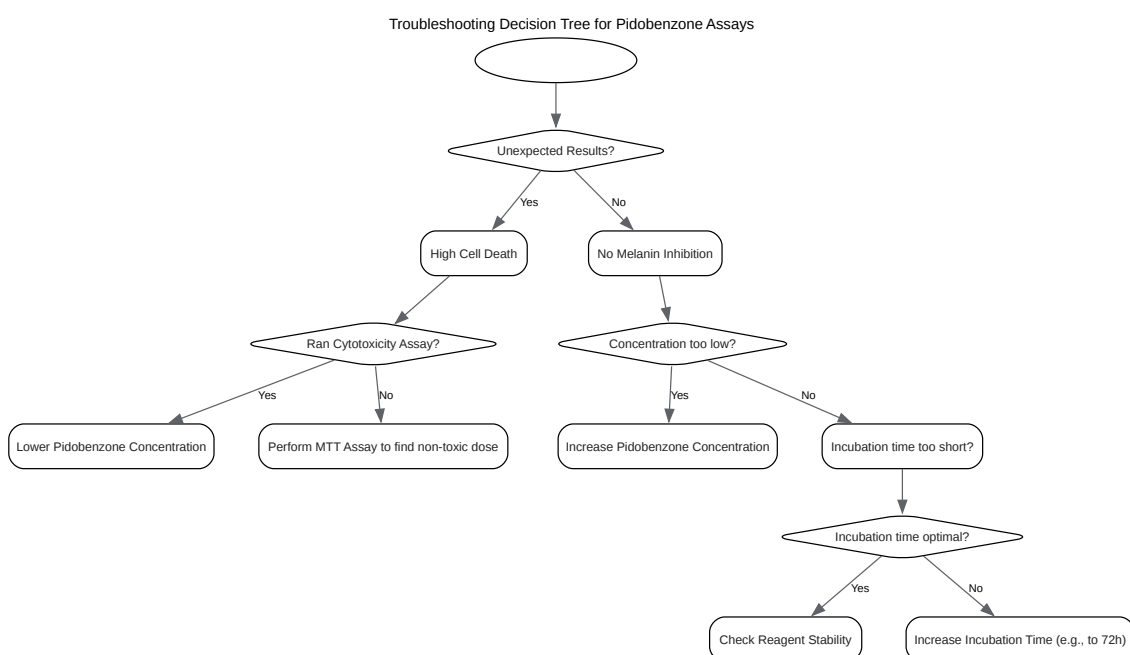 Troubleshooting Decision Tree for Pidobenzone Assays
Unexpected Results?
Yes
No
High Cell Death
No Melanin Inhibition
Ran Cytotoxicity Assay?
Concentration too low?
Yes
No
Yes
No
Lower Pidobenzone Concentration
Perform MTT Assay to find non-toxic dose
Increase Pidobenzone Concentration
Incubation time too short?
Incubation time optimal?
Yes
No
Check Reagent Stability
Increase Incubation Time (e.g., to 72h)